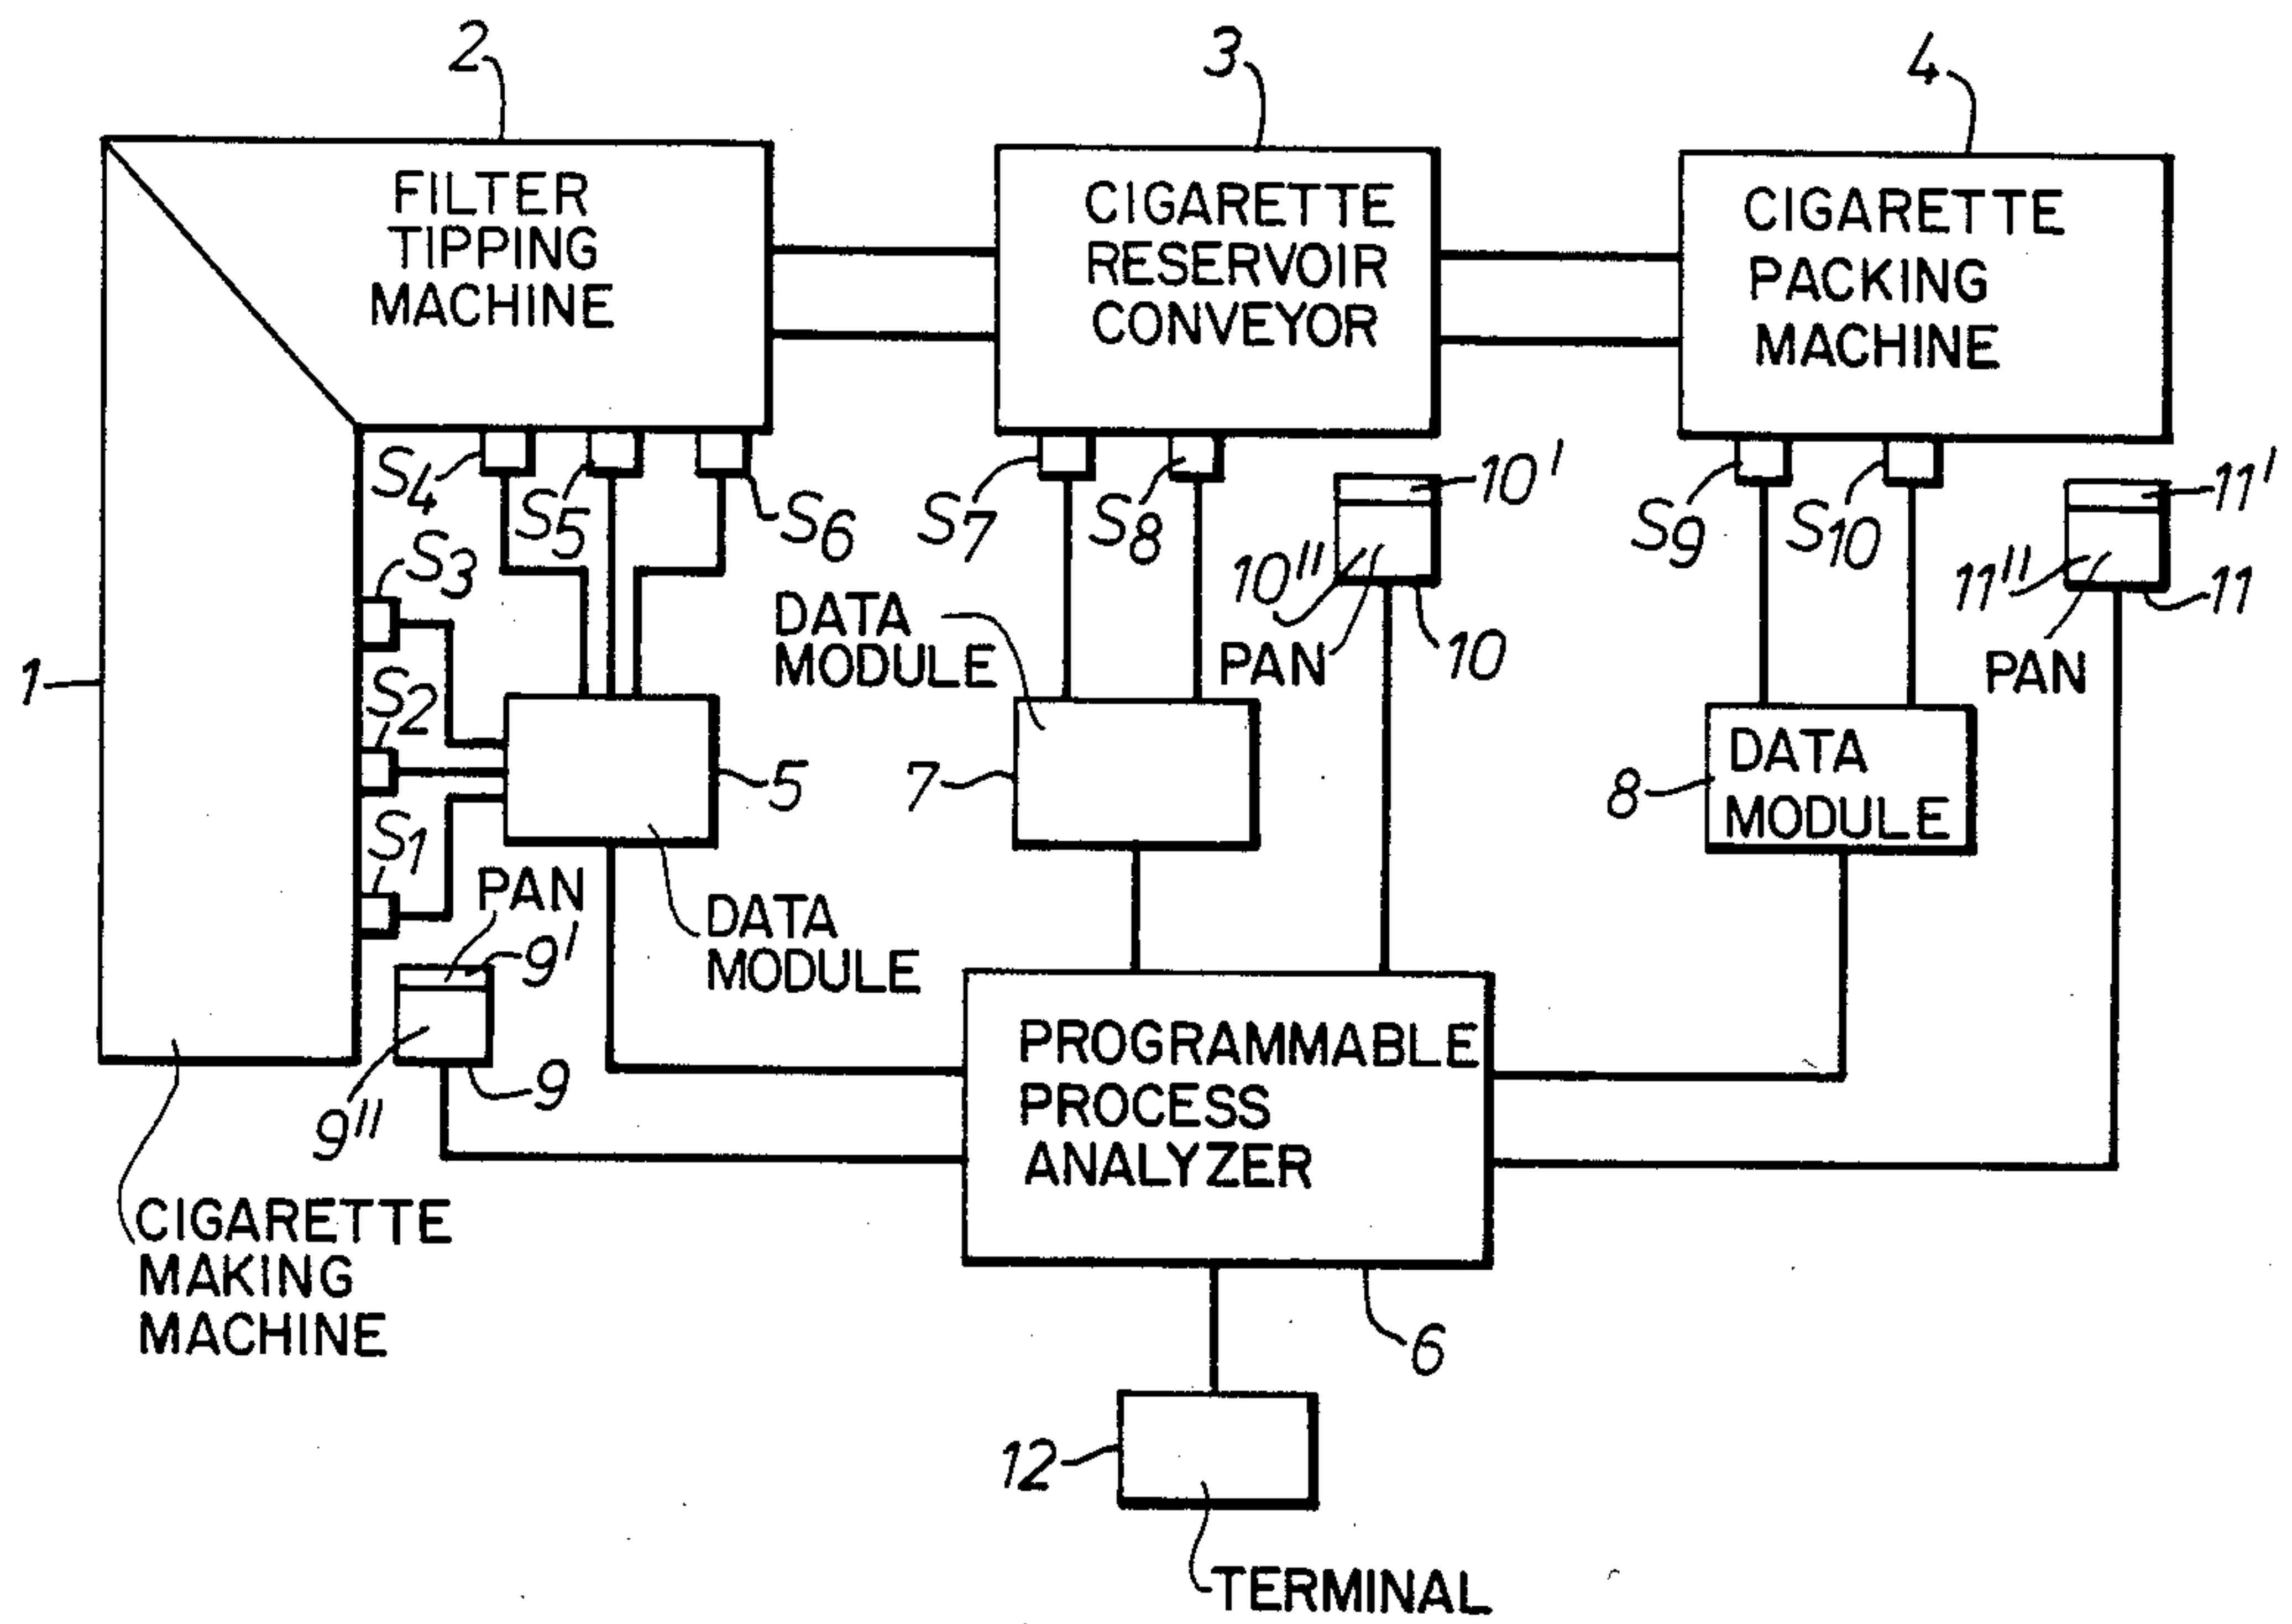 2
3
4
FILTER
TIPPING
MACHINE
CIGARETTE
RESERVOIR
CONVEYOR
CIGARETTE
PACKING
MACHINE
S4
S5
S6
S7
S8
10'
S9
S10
11'
S3
10"
11"
11
DATA
MODULE
PAN
10
PAN
1
S2
5
7
8
DATA
MODULE
S1
PAN
9'
DATA
MODULE
9"
9
PROGRAMMABLE
PROCESS
ANALYZER
CIGARETTE
MAKING
MACHINE
6
12
TERMINAL